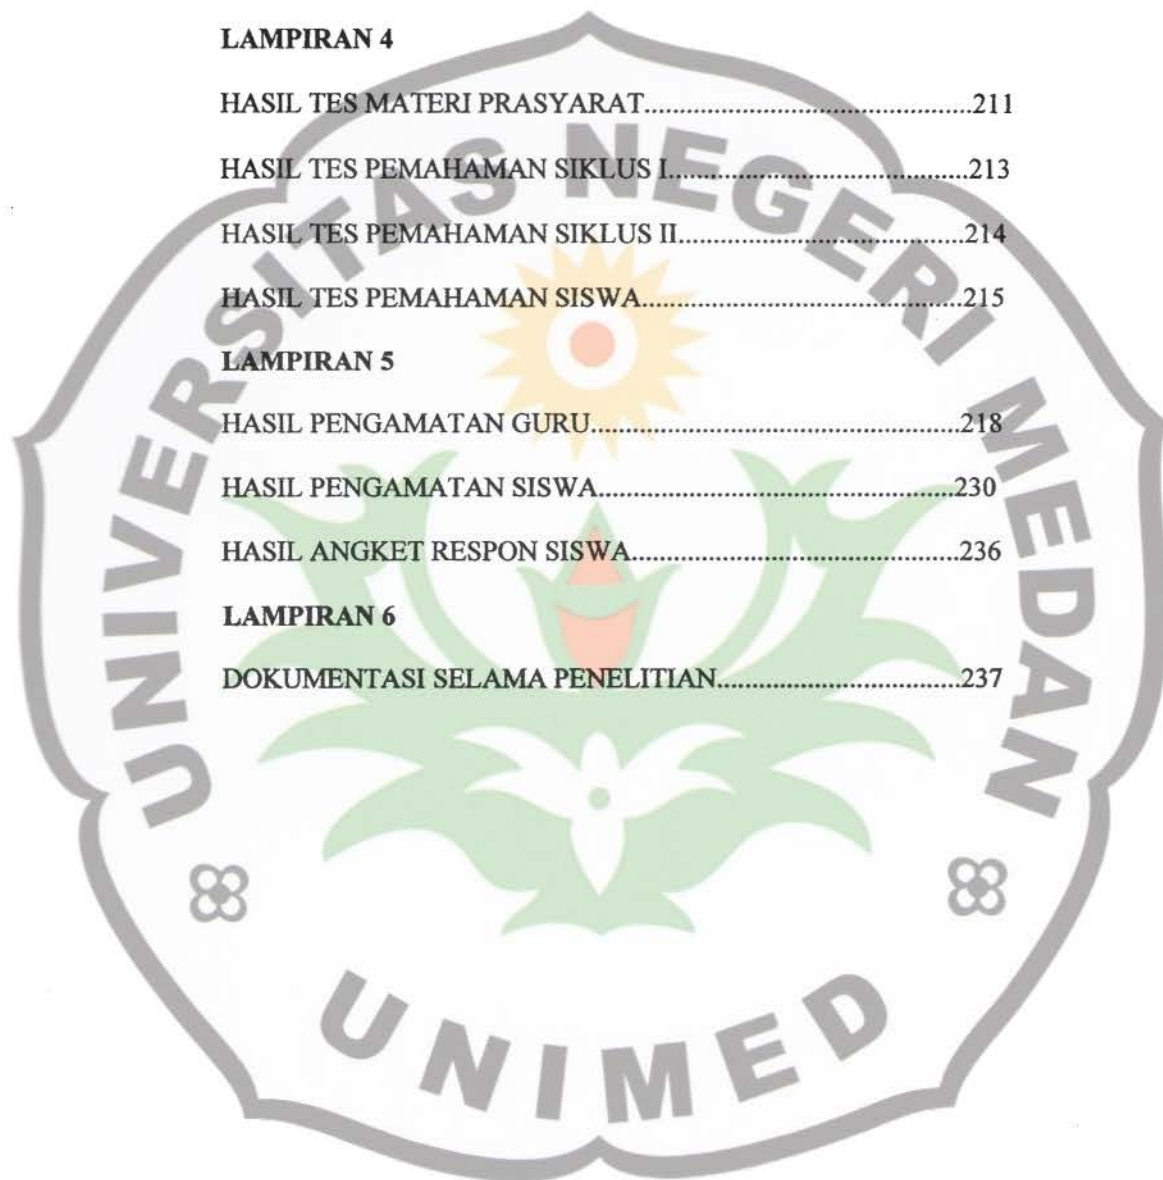 LAMPIRAN 4
HASIL TES MATERI PRASYARAT.............................................211
HASIL TES PEMAHAMAN SIKLUS I.........................................213
HASIL TES PEMAHAMAN SIKLUS II.......................................214
HASIL TES PEMAHAMAN SISWA............................................215
LAMPIRAN 5
HASIL PENGAMATAN GURU...................................................218
HASIL PENGAMATAN SISWA.................................................230
HASIL ANGKET RESPON SISWA.............................................236
LAMPIRAN 6
DOKUMENTASI SELAMA PENELITIAN.................................237
UNIVERSITAS NEGERI MEDAN
UNIMED